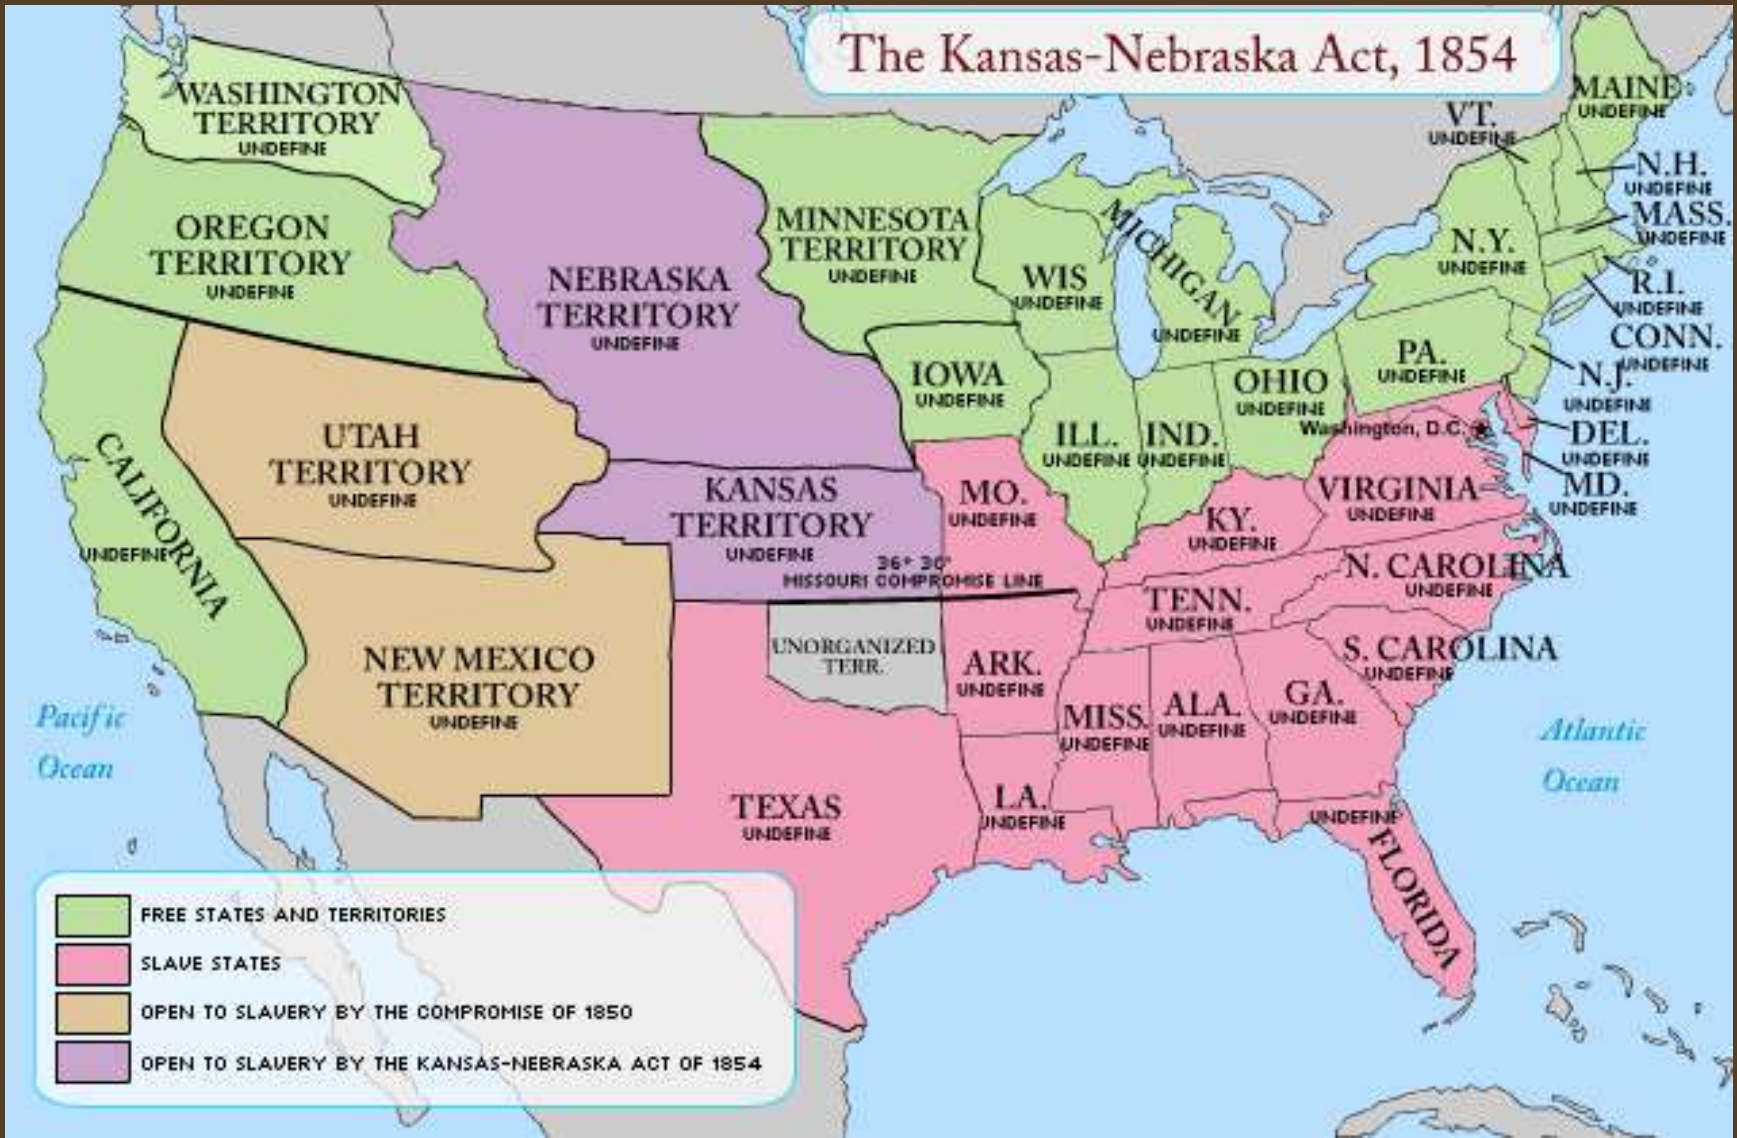 The Kansas-Nebraska Act, 1854
WASHINGTON
TERRITORY
UNDEFINE
OREGON
TERRITORY
UNDEFINE
NEBRASKA
TERRITORY
UNDEFINE
MINNESOTA
TERRITORY
UNDEFINE
WIS
UNDEFINE
MICHIGAN
UNDEFINE
MAINE
UNDEFINE
VT.
UNDEFINE
N.H.
UNDEFINE
MASS.
UNDEFINE
N.Y.
UNDEFINE
R.I.
UNDEFINE
CONN.
UNDEFINE
PA.
UNDEFINE
N.J.
UNDEFINE
IOWA
UNDEFINE
OHIO
UNDEFINE
ILL.
UNDEFINE
IND.
UNDEFINE
Washington, D.C.
DEL.
UNDEFINE
MD.
UNDEFINE
CALIFORNIA
UNDEFINE
UTAH
TERRITORY
UNDEFINE
KANSAS
TERRITORY
UNDEFINE
36° 30'
MISSOURI COMPROMISE LINE
MO.
UNDEFINE
KY.
UNDEFINE
VIRGINIA
UNDEFINE
N. CAROLINA
UNDEFINE
TENN.
UNDEFINE
S. CAROLINA
UNDEFINE
NEW MEXICO
TERRITORY
UNDEFINE
UNORGANIZED
TERR.
ARK.
UNDEFINE
MISS.
UNDEFINE
ALA.
UNDEFINE
GA.
UNDEFINE
TEXAS
UNDEFINE
LA.
UNDEFINE
UNDEFINE
FLORIDA
Pacific
Ocean
Atlantic
Ocean
FREE STATES AND TERRITORIES
SLAVE STATES
OPEN TO SLAVERY BY THE COMPROMISE OF 1850
OPEN TO SLAVERY BY THE KANSAS-NEBRASKA ACT OF 1854